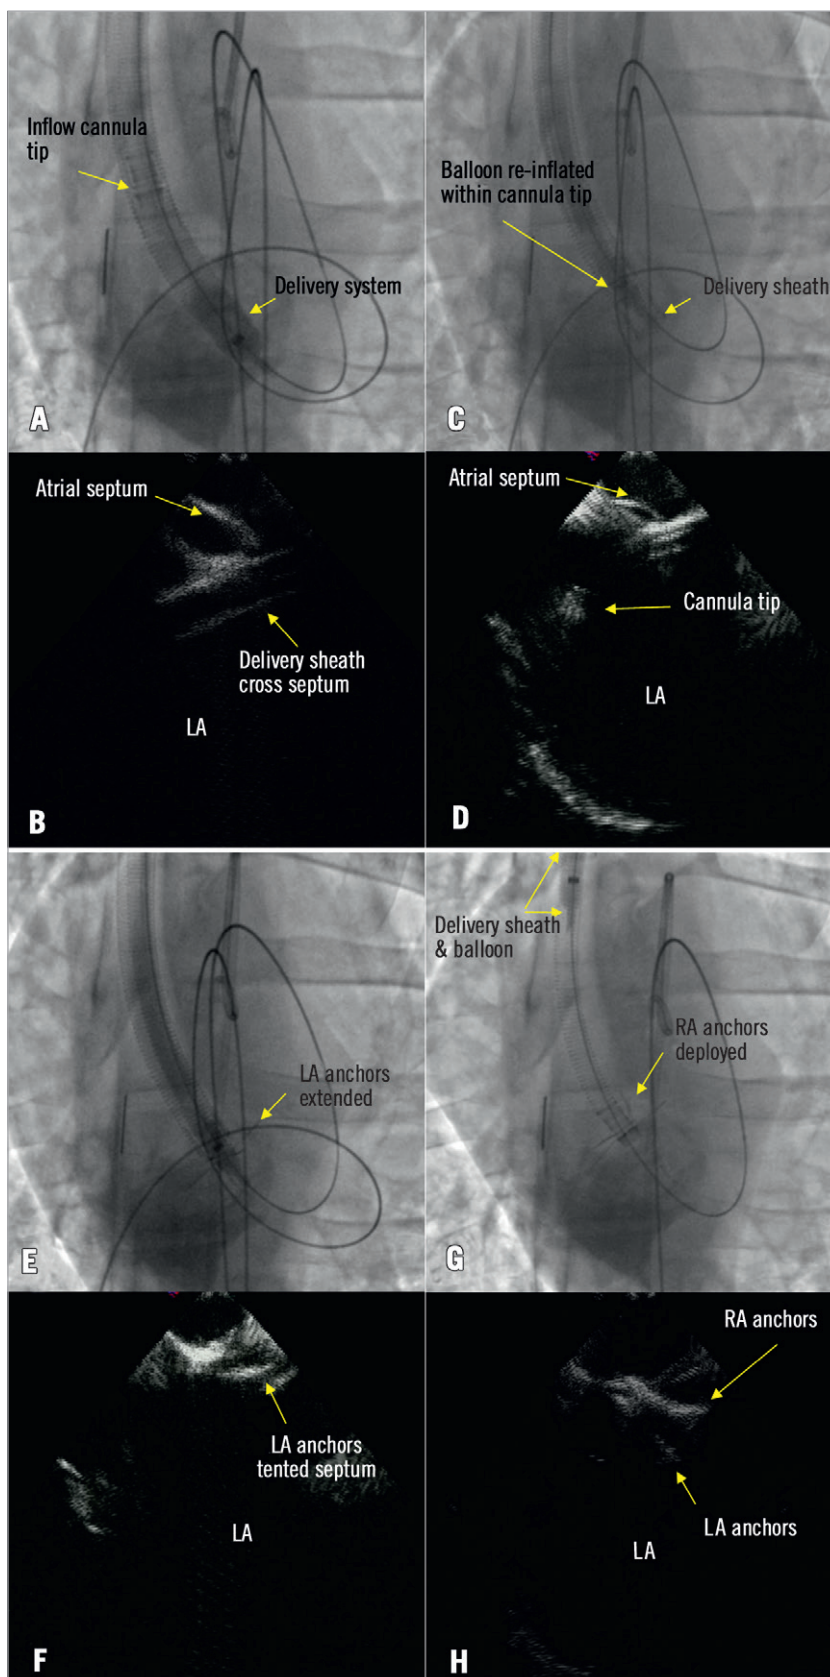 Inflow cannula
tip
Delivery system
A
Balloon re-inflated
within cannula tip
Delivery sheath
C
Atrial septum
Delivery sheath
cross septum
LA
B
Atrial septum
Cannula tip
LA
D
LA anchors
extended
E
Delivery sheath
& balloon
RA anchors
deployed
G
LA anchors
tented septum
LA
F
RA anchors
LA anchors
LA
H